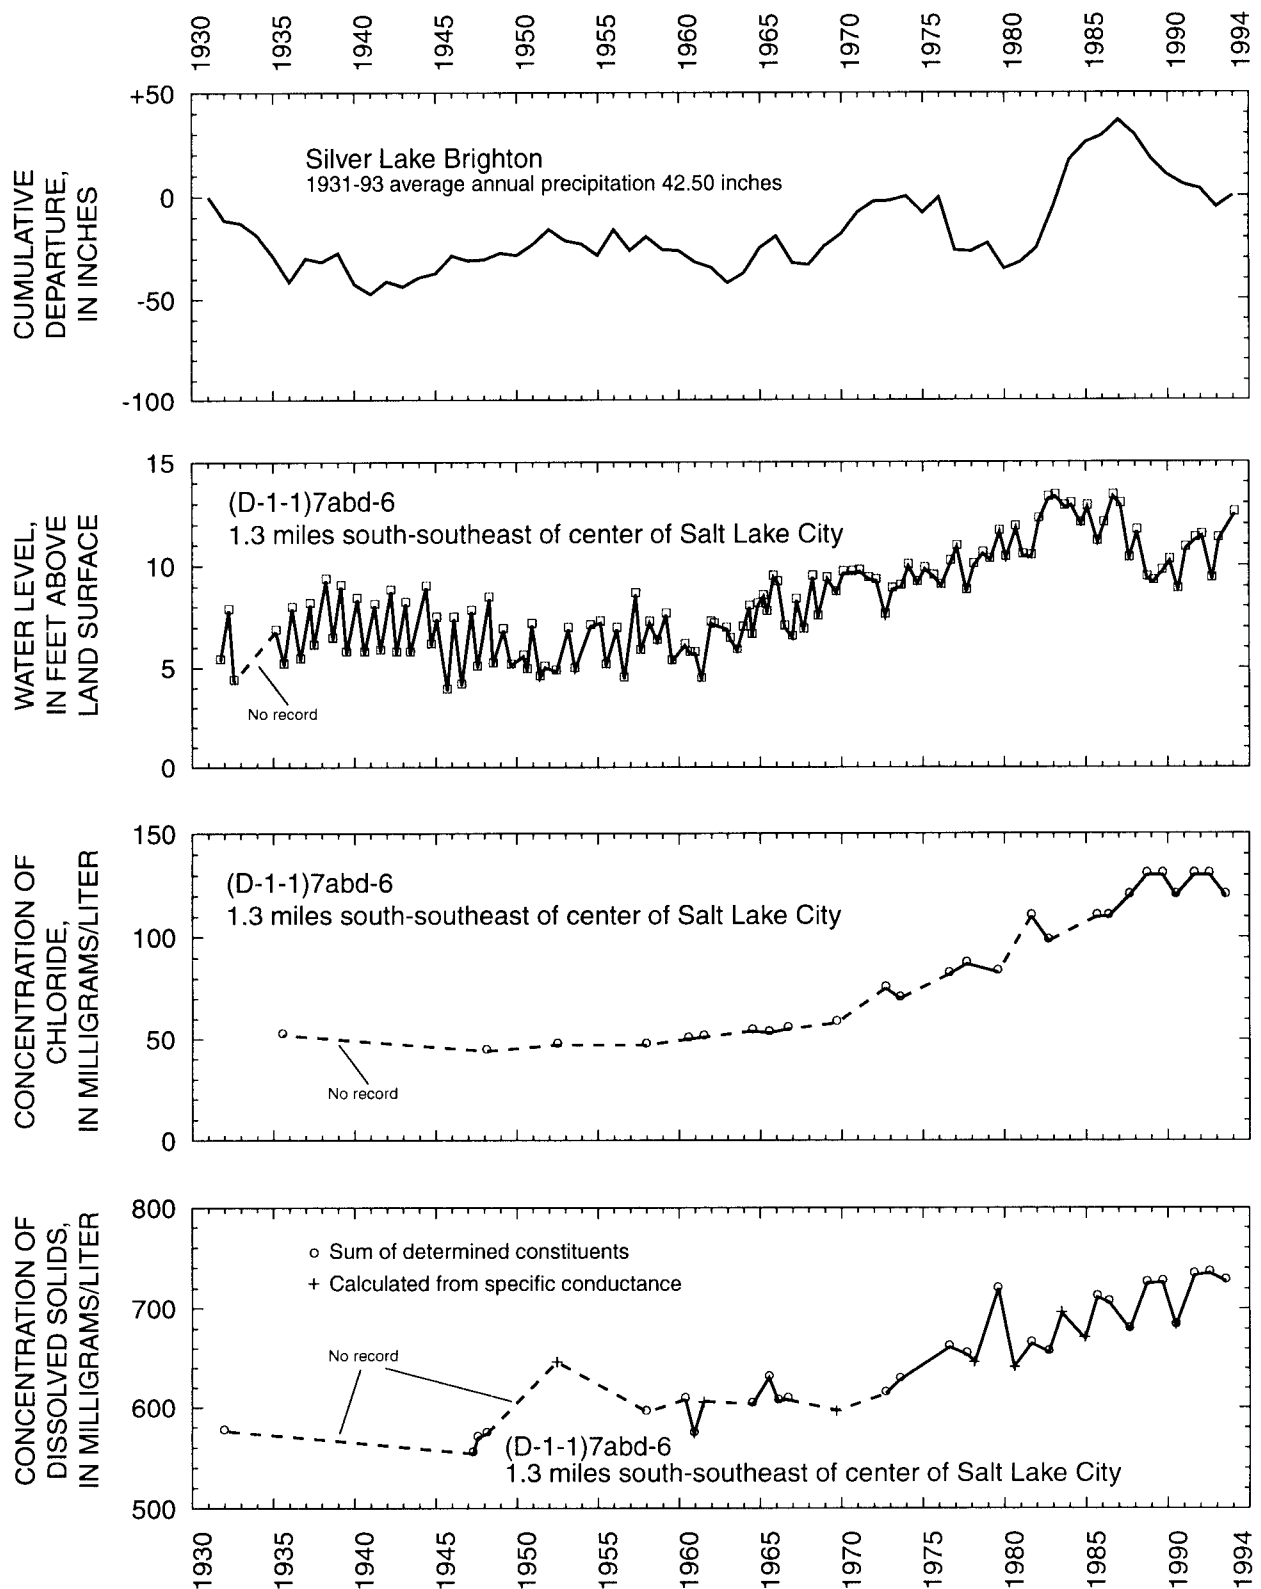 1930 1935 1940 1945 1950 1955 1960 1965 1970 1975 1980 1985 1990 1994
CUMULATIVE
DEPARTURE,
IN INCHES
+50
0
-50
-100
Silver Lake Brighton
1931-93 average annual precipitation 42.50 inches
WATER LEVEL,
IN FEET ABOVE
LAND SURFACE
15
10
5
0
(D-1-1)7abd-6
1.3 miles south-southeast of center of Salt Lake City
No record
CONCENTRATION OF
CHLORIDE,
IN MILLIGRAMS/LITER
150
100
50
0
(D-1-1)7abd-6
1.3 miles south-southeast of center of Salt Lake City
No record
CONCENTRATION OF
DISSOLVED SOLIDS,
IN MILLIGRAMS/LITER
800
700
600
500
o Sum of determined constituents
+ Calculated from specific conductance
No record
(D-1-1)7abd-6
1.3 miles south-southeast of center of Salt Lake City
1930 1935 1940 1945 1950 1955 1960 1965 1970 1975 1980 1985 1990 1994